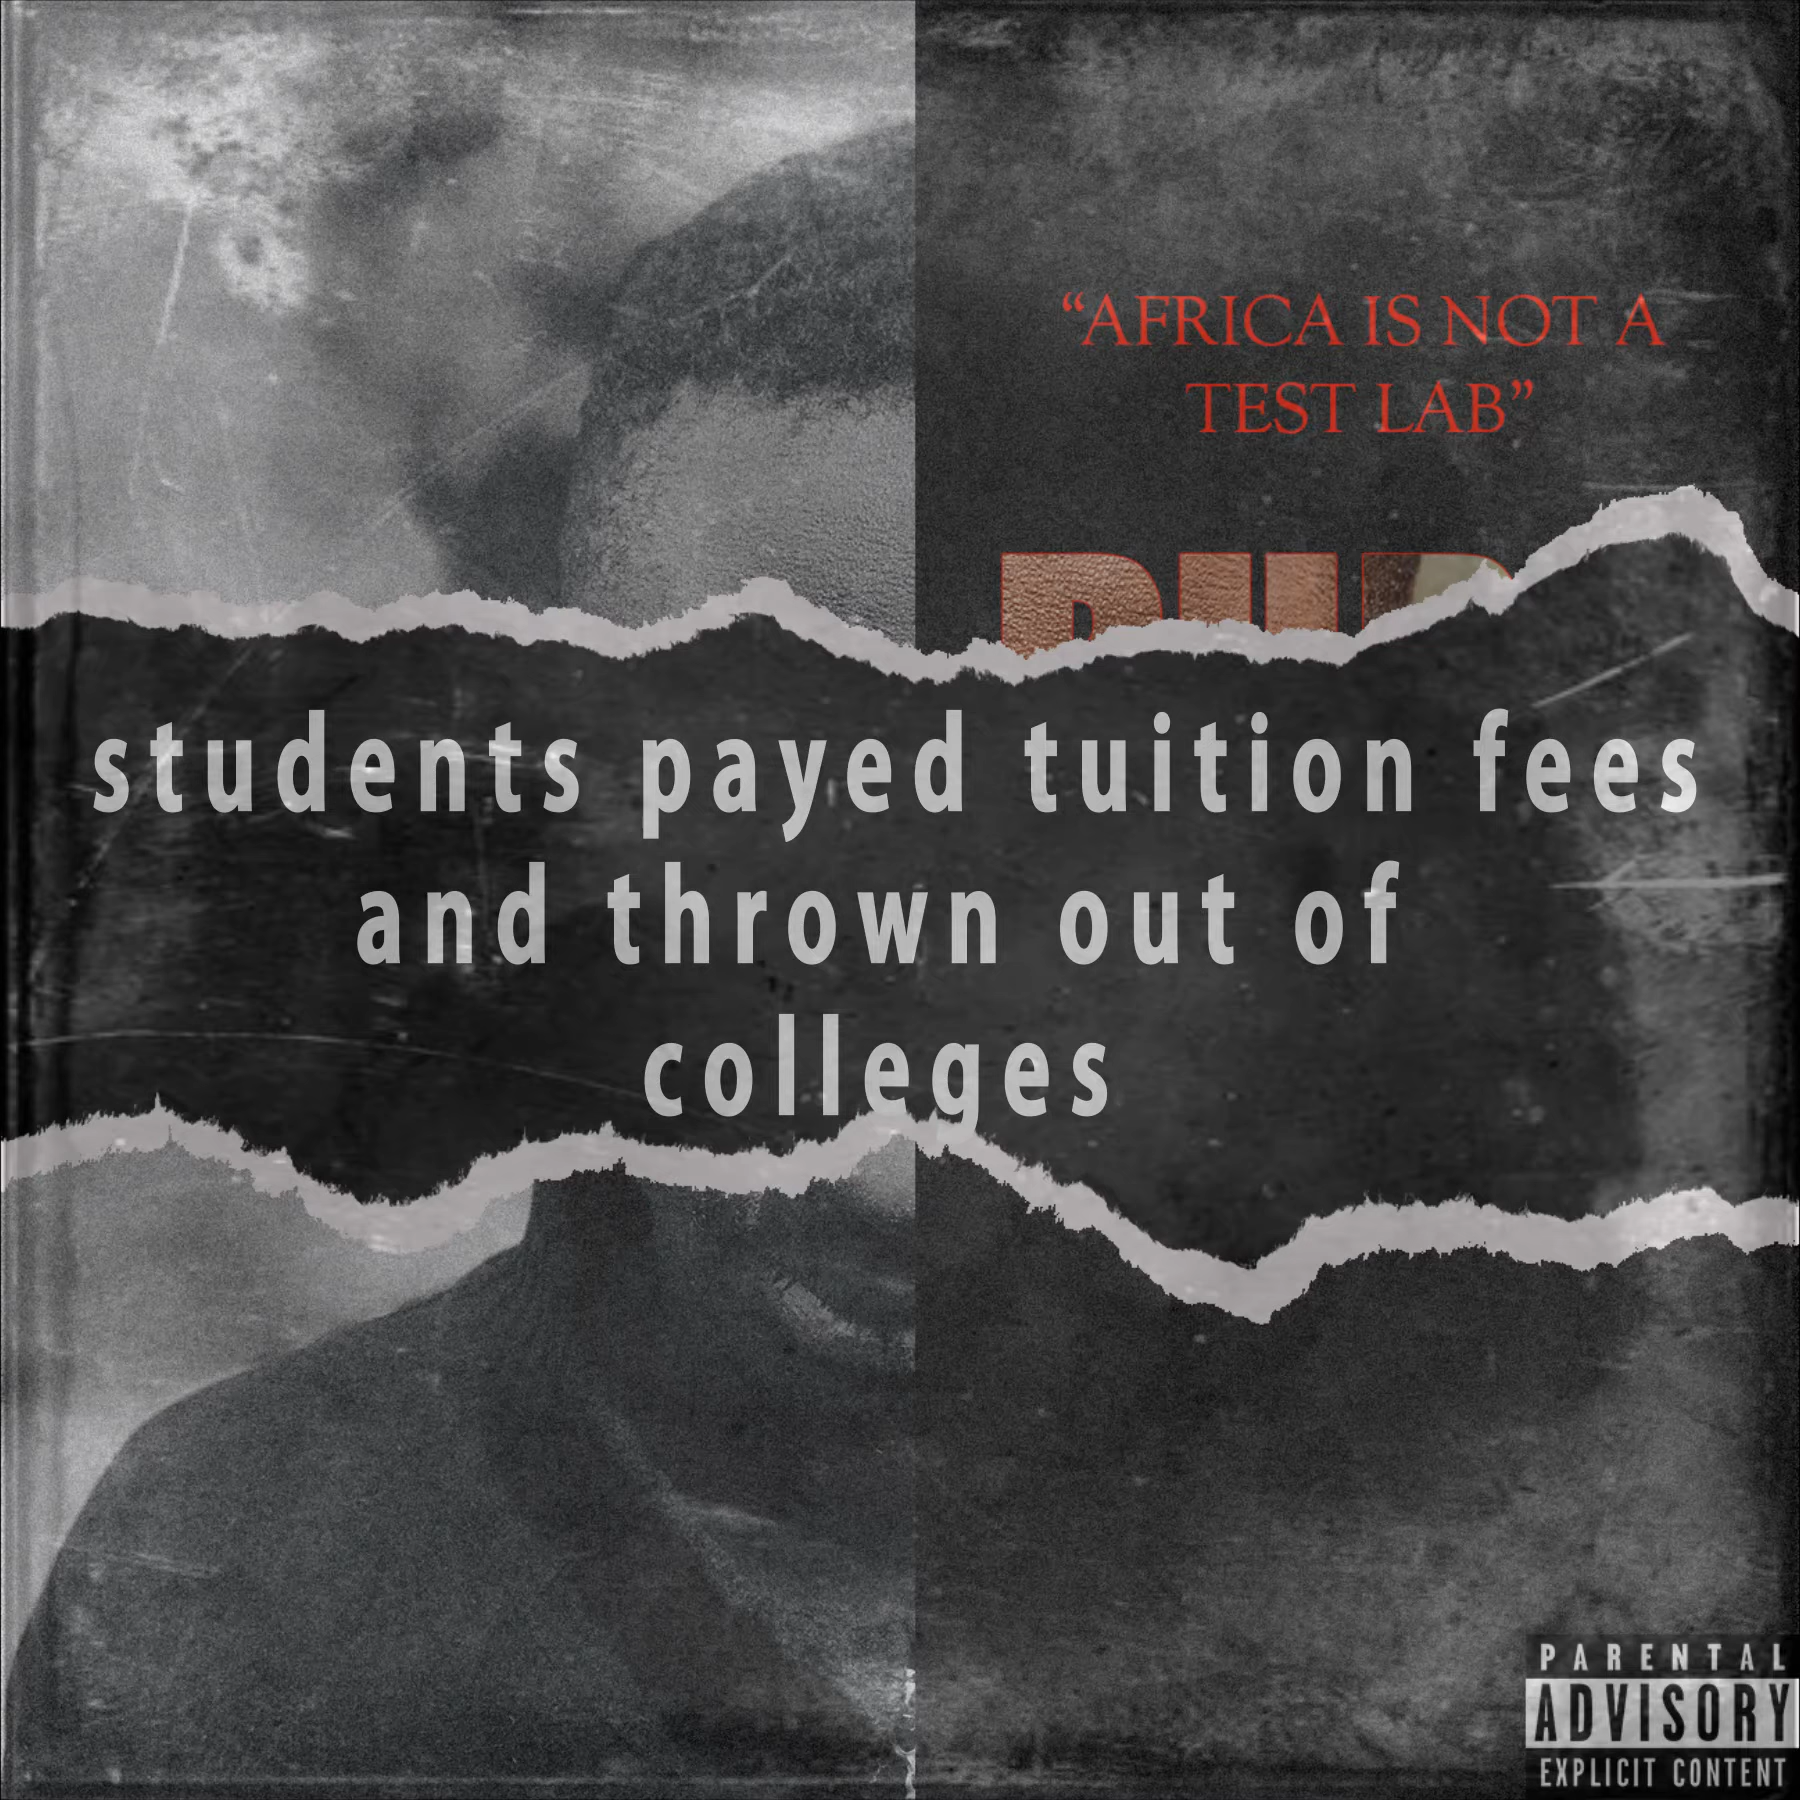 “AFRICA IS NOT A
TEST LAB”
students payed tuition fees
and thrown out of
colleges
PARENTAL
ADVISORY
EXPLICIT CONTENT